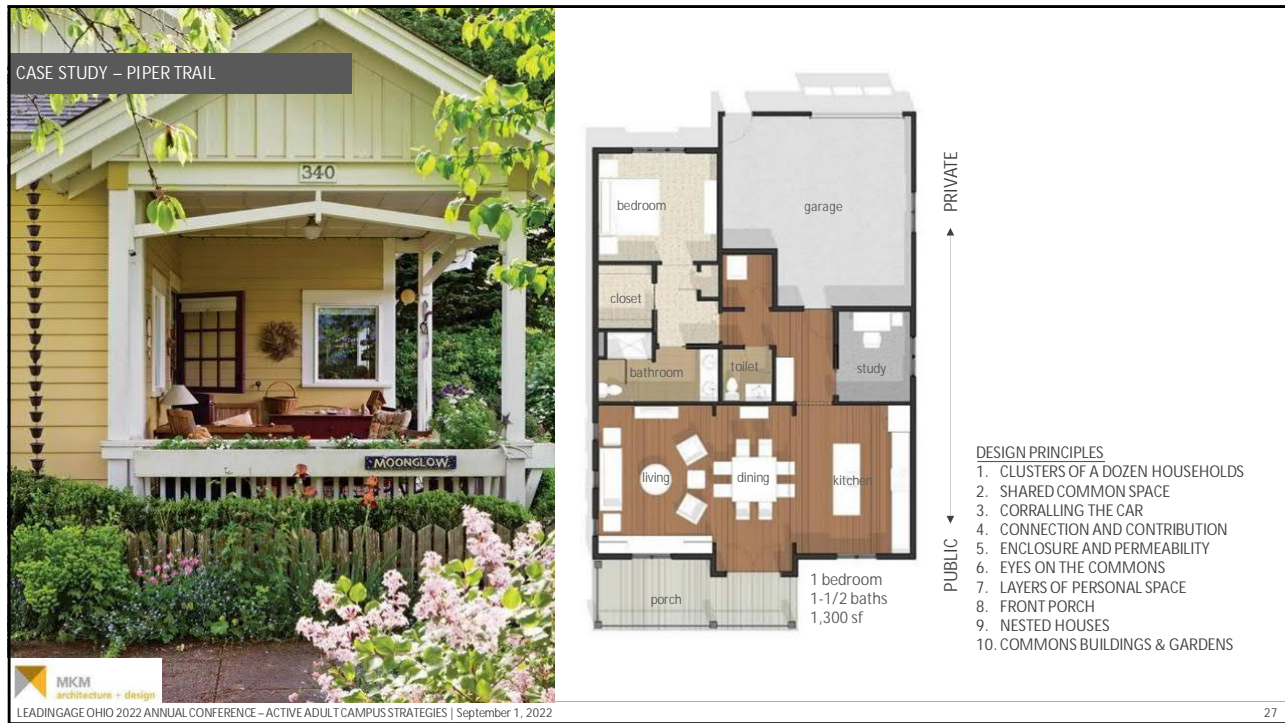 CASE STUDY – PIPER TRAIL
340
MOONGLOW
bedroom
garage
closet
bathroom
toilet
study
living
dining
kitchen
porch
1 bedroom
1-1/2 baths
1,300 sf
PRIVATE
PUBLIC
DESIGN PRINCIPLES
1. CLUSTERS OF A DOZEN HOUSEHOLDS
2. SHARED COMMON SPACE
3. CORRALLING THE CAR
4. CONNECTION AND CONTRIBUTION
5. ENCLOSURE AND PERMEABILITY
6. EYES ON THE COMMONS
7. LAYERS OF PERSONAL SPACE
8. FRONT PORCH
9. NESTED HOUSES
10. COMMONS BUILDINGS & GARDENS
MKM
architecture + design
LEADINGAGE OHIO 2022 ANNUAL CONFERENCE – ACTIVE ADULT CAMPUS STRATEGIES | September 1, 2022
27